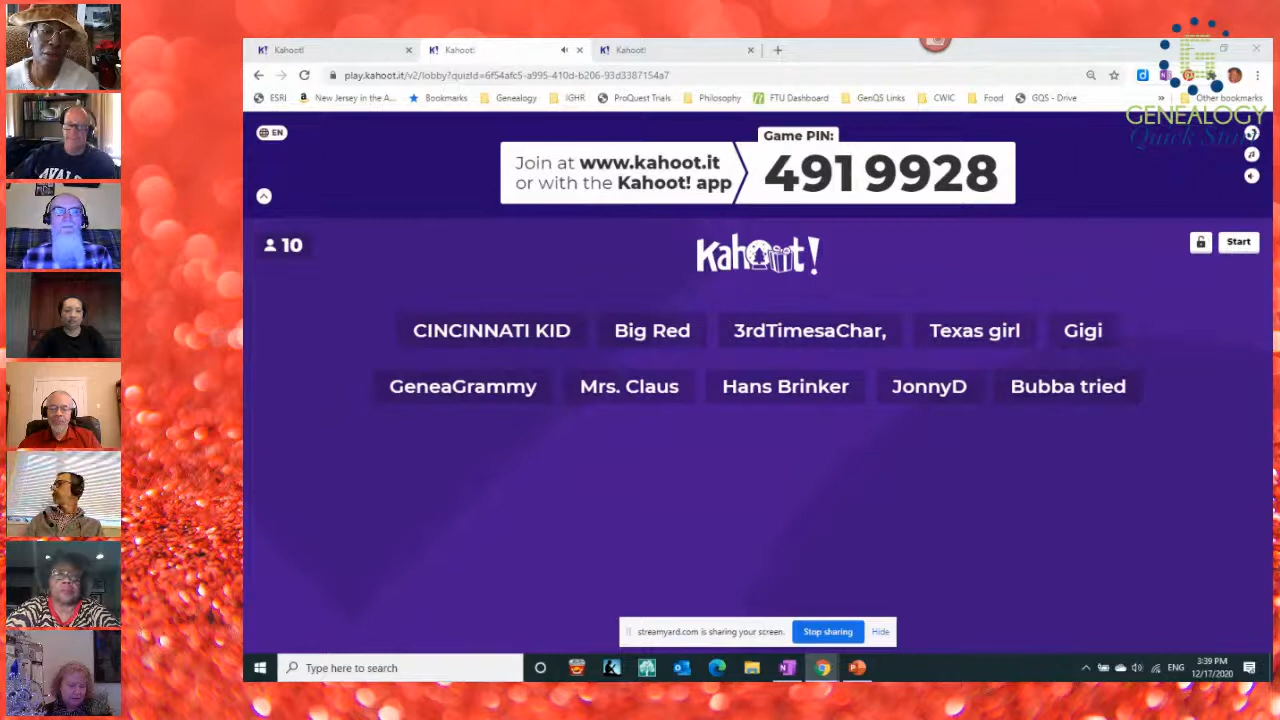 Kahoot!
Kahoot!
Kahoot!
play.kahoot.it/v2/lobby?quizId=6f54afc5-a995-410d-b206-93d3387154a7
ESRI
New Jersey in the A...
Bookmarks
Genealogy
IGHR
ProQuest Trials
Philosophy
FTU Dashboard
GenQS Links
CWIC
Food
GQS - Drive
Other bookmarks
GENEALOGY
Quick Start
EN
Join at www.kahoot.it
or with the Kahoot! app
Game PIN:
491 9928
10
Kahoot!
Start
CINCINNATI KID
Big Red
3rdTimesaChar,
Texas girl
Gigi
GeneaGrammy
Mrs. Claus
Hans Brinker
JonnyD
Bubba tried
streamyard.com is sharing your screen.
Stop sharing
Hide
Type here to search
ENG
3:39 PM
12/17/2020